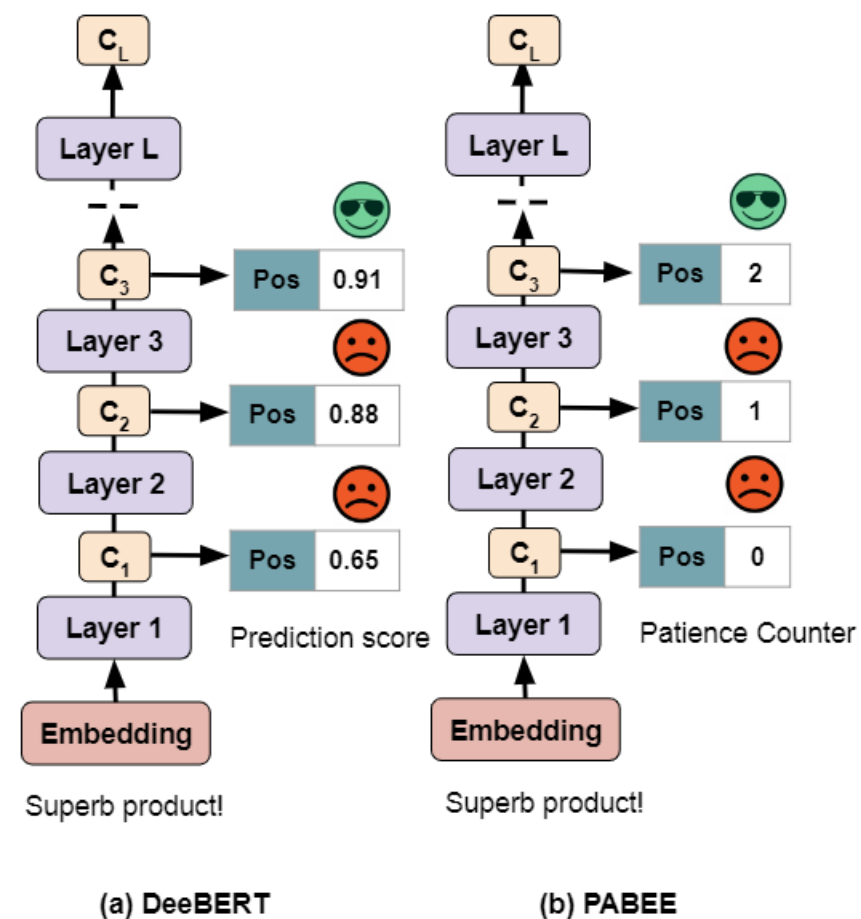 C_L
Layer L
C_3
Pos 0.91
Layer 3
C_2
Pos 0.88
Layer 2
C_1
Pos 0.65
Layer 1
Prediction score
Embedding
Superb product!
(a) DeeBERT
C_L
Layer L
C_3
Pos 2
Layer 3
C_2
Pos 1
Layer 2
C_1
Pos 0
Layer 1
Patience Counter
Embedding
Superb product!
(b) PABEE